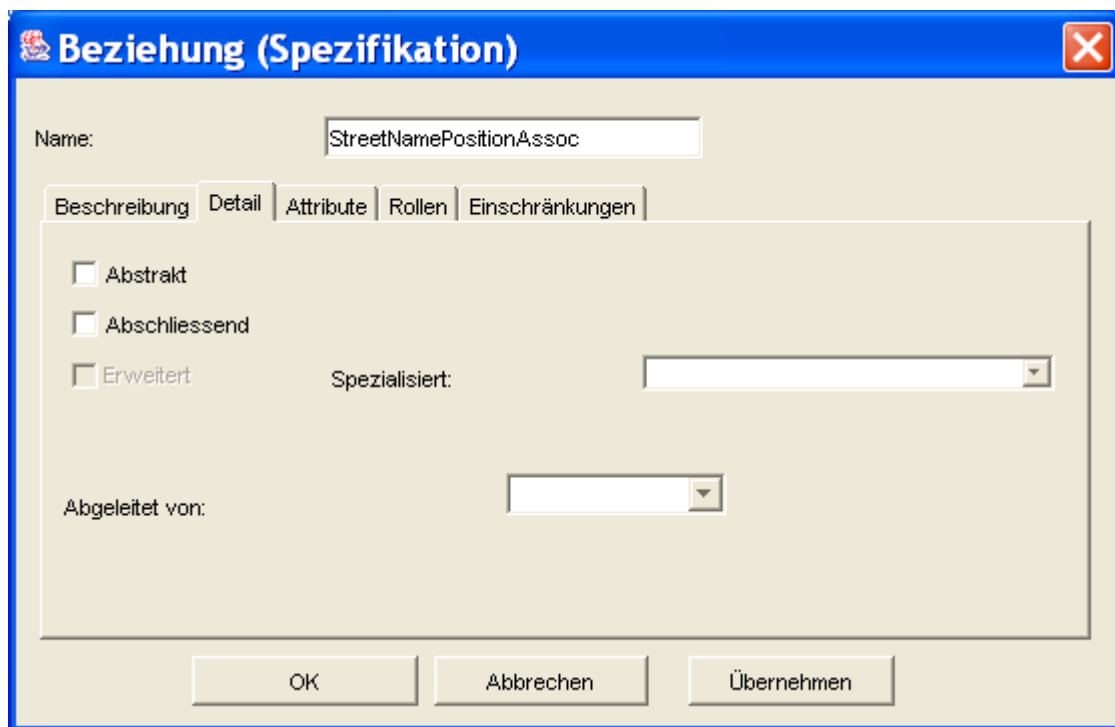 Beziehung (Spezifikation)
Name: StreetNamePositionAssoc
Beschreibung Detail Attribute Rollen Einschränkungen
Abstrakt
Abschliessend
Erweitert Spezialisiert:
Abgeleitet von:
OK Abbrechen Übernehmen